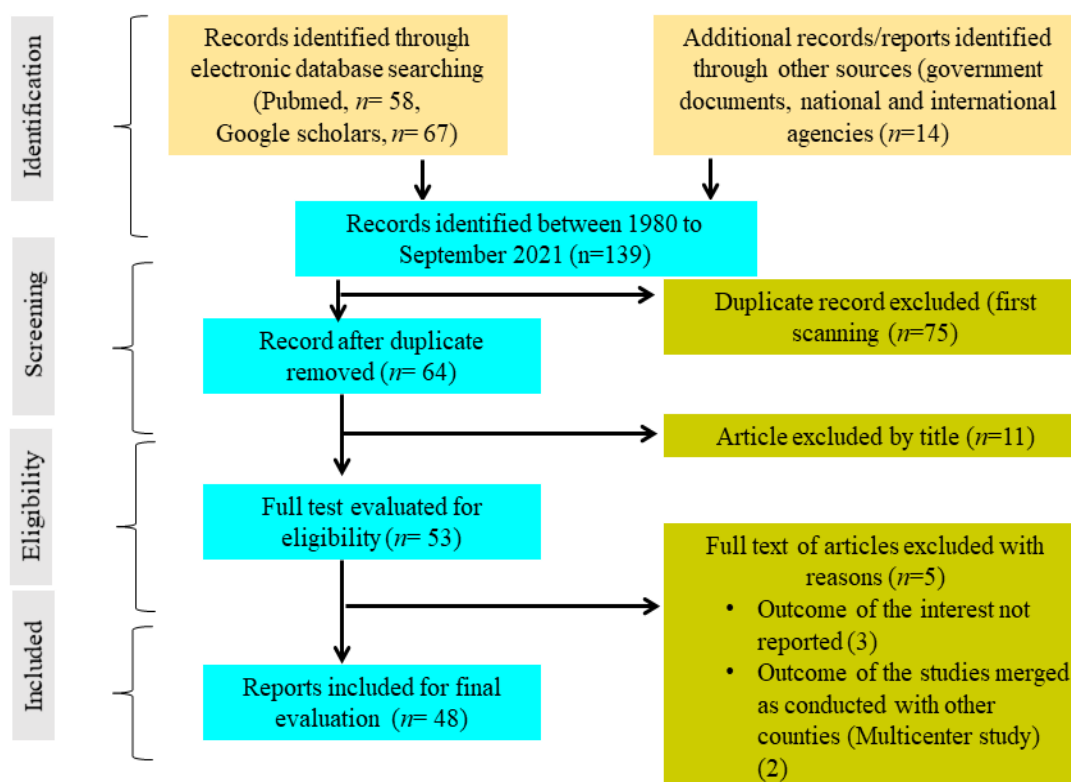 Identification
Records identified through
electronic database searching
(Pubmed, n= 58,
Google scholars, n= 67)
Additional records/reports identified
through other sources (government
documents, national and international
agencies (n=14)
Records identified between 1980 to
September 2021 (n=139)
Screening
Duplicate record excluded (first
scanning (n=75)
Record after duplicate
removed (n= 64)
Article excluded by title (n=11)
Eligibility
Full test evaluated for
eligibility (n= 53)
Full text of articles excluded with
reasons (n=5)
• Outcome of the interest not
reported (3)
• Outcome of the studies merged
as conducted with other
counties (Multicenter study)
(2)
Included
Reports included for final
evaluation (n= 48)